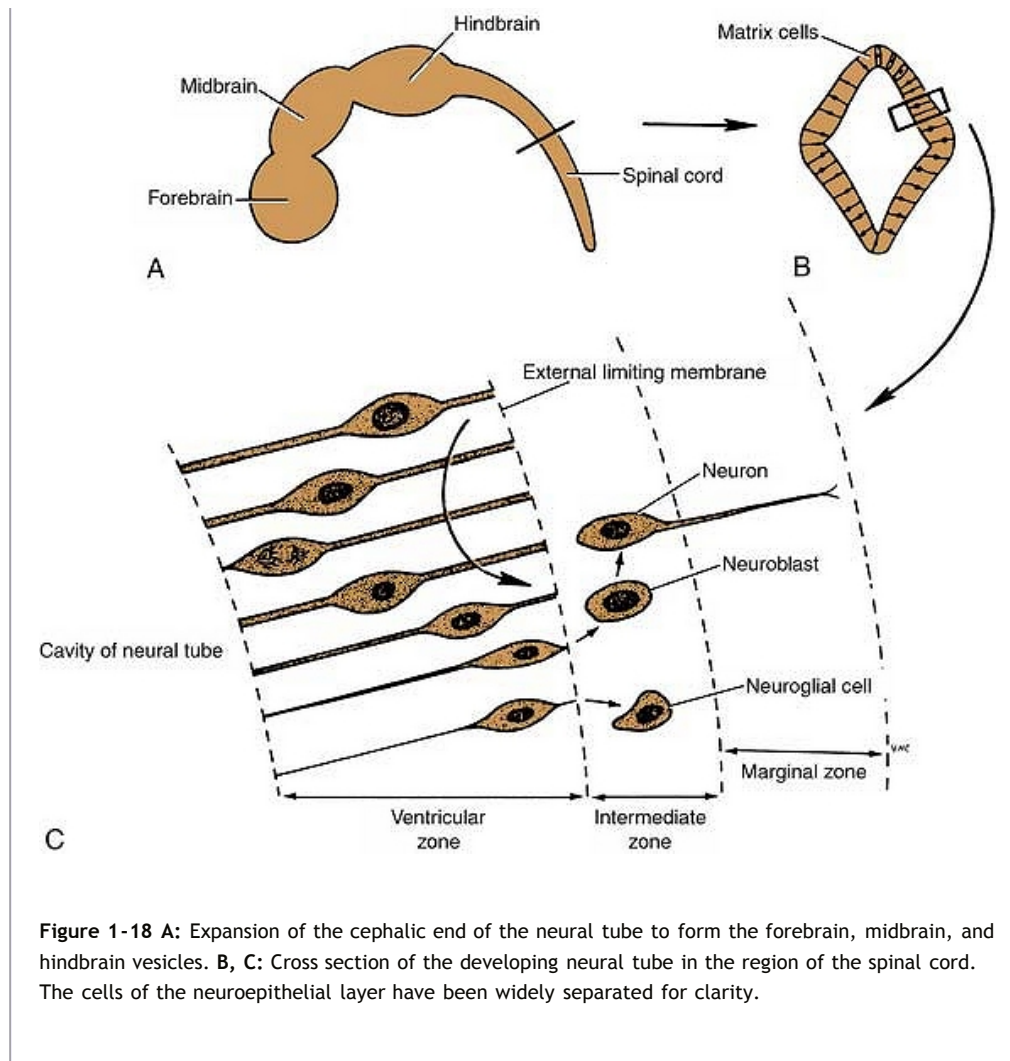 Hindbrain
Matrix cells
Midbrain
Spinal cord
Forebrain
A
B
External limiting membrane
Neuron
Neuroblast
Cavity of neural tube
Neuroglial cell
Marginal zone
Ventricular
zone
Intermediate
zone
C
Figure 1-18 A: Expansion of the cephalic end of the neural tube to form the forebrain, midbrain, and
hindbrain vesicles. B, C: Cross section of the developing neural tube in the region of the spinal cord.
The cells of the neuroepithelial layer have been widely separated for clarity.